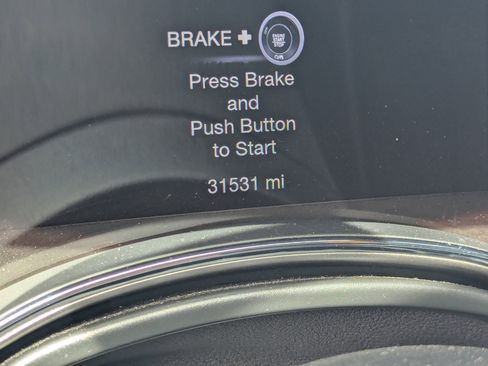 BRAKE +
ENGINE
START
STOP
Press Brake
and
Push Button
to Start
31531 mi